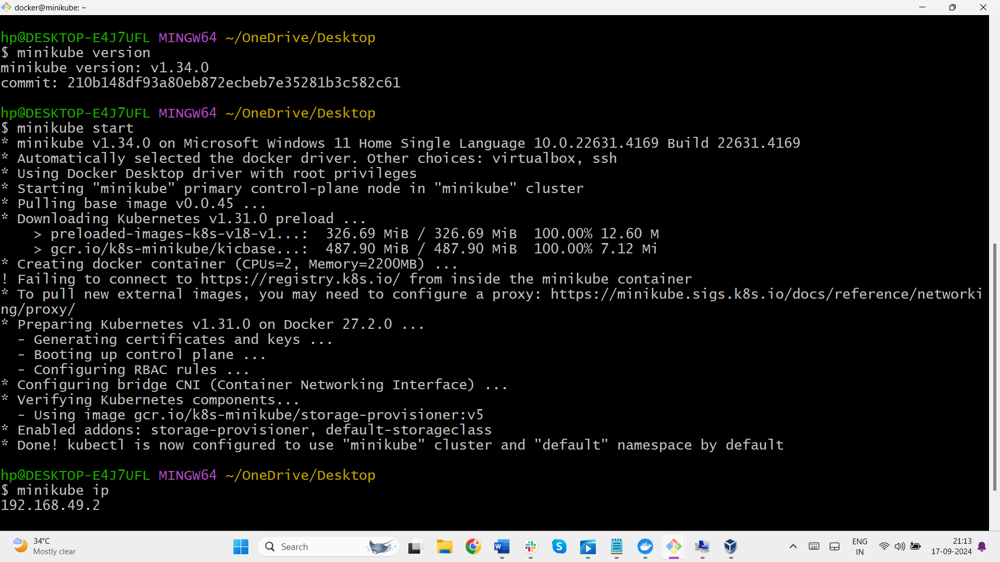 docker@minikube: ~
hp@DESKTOP-E4J7UFL MINGW64 ~/OneDrive/Desktop
$ minikube version
minikube version: v1.34.0
commit: 210b148df93a80eb872ecbeb7e35281b3c582c61
hp@DESKTOP-E4J7UFL MINGW64 ~/OneDrive/Desktop
$ minikube start
* minikube v1.34.0 on Microsoft Windows 11 Home Single Language 10.0.22631.4169 Build 22631.4169
* Automatically selected the docker driver. Other choices: virtualbox, ssh
* Using Docker Desktop driver with root privileges
* Starting "minikube" primary control-plane node in "minikube" cluster
* Pulling base image v0.0.45 ...
* Downloading Kubernetes v1.31.0 preload ...
    > preloaded-images-k8s-v18-v1...:  326.69 MiB / 326.69 MiB  100.00% 12.60 M
    > gcr.io/k8s-minikube/kicbase...:  487.90 MiB / 487.90 MiB  100.00% 7.12 Mi
* Creating docker container (CPUs=2, Memory=2200MB) ...
! Failing to connect to https://registry.k8s.io/ from inside the minikube container
* To pull new external images, you may need to configure a proxy: https://minikube.sigs.k8s.io/docs/reference/networki
ng/proxy/
* Preparing Kubernetes v1.31.0 on Docker 27.2.0 ...
  - Generating certificates and keys ...
  - Booting up control plane ...
  - Configuring RBAC rules ...
* Configuring bridge CNI (Container Networking Interface) ...
* Verifying Kubernetes components...
  - Using image gcr.io/k8s-minikube/storage-provisioner:v5
* Enabled addons: storage-provisioner, default-storageclass
* Done! kubectl is now configured to use "minikube" cluster and "default" namespace by default
hp@DESKTOP-E4J7UFL MINGW64 ~/OneDrive/Desktop
$ minikube ip
192.168.49.2
34°C
Mostly clear
Search
ENG
IN
21:13
17-09-2024